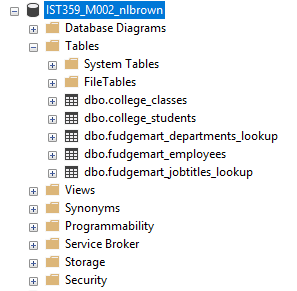 IST359_M002_nlbrown
Database Diagrams
Tables
System Tables
FileTables
dbo.college_classes
dbo.college_students
dbo.fudgemart_departments_lookup
dbo.fudgemart_employees
dbo.fudgemart_jobtitles_lookup
Views
Synonyms
Programmability
Service Broker
Storage
Security